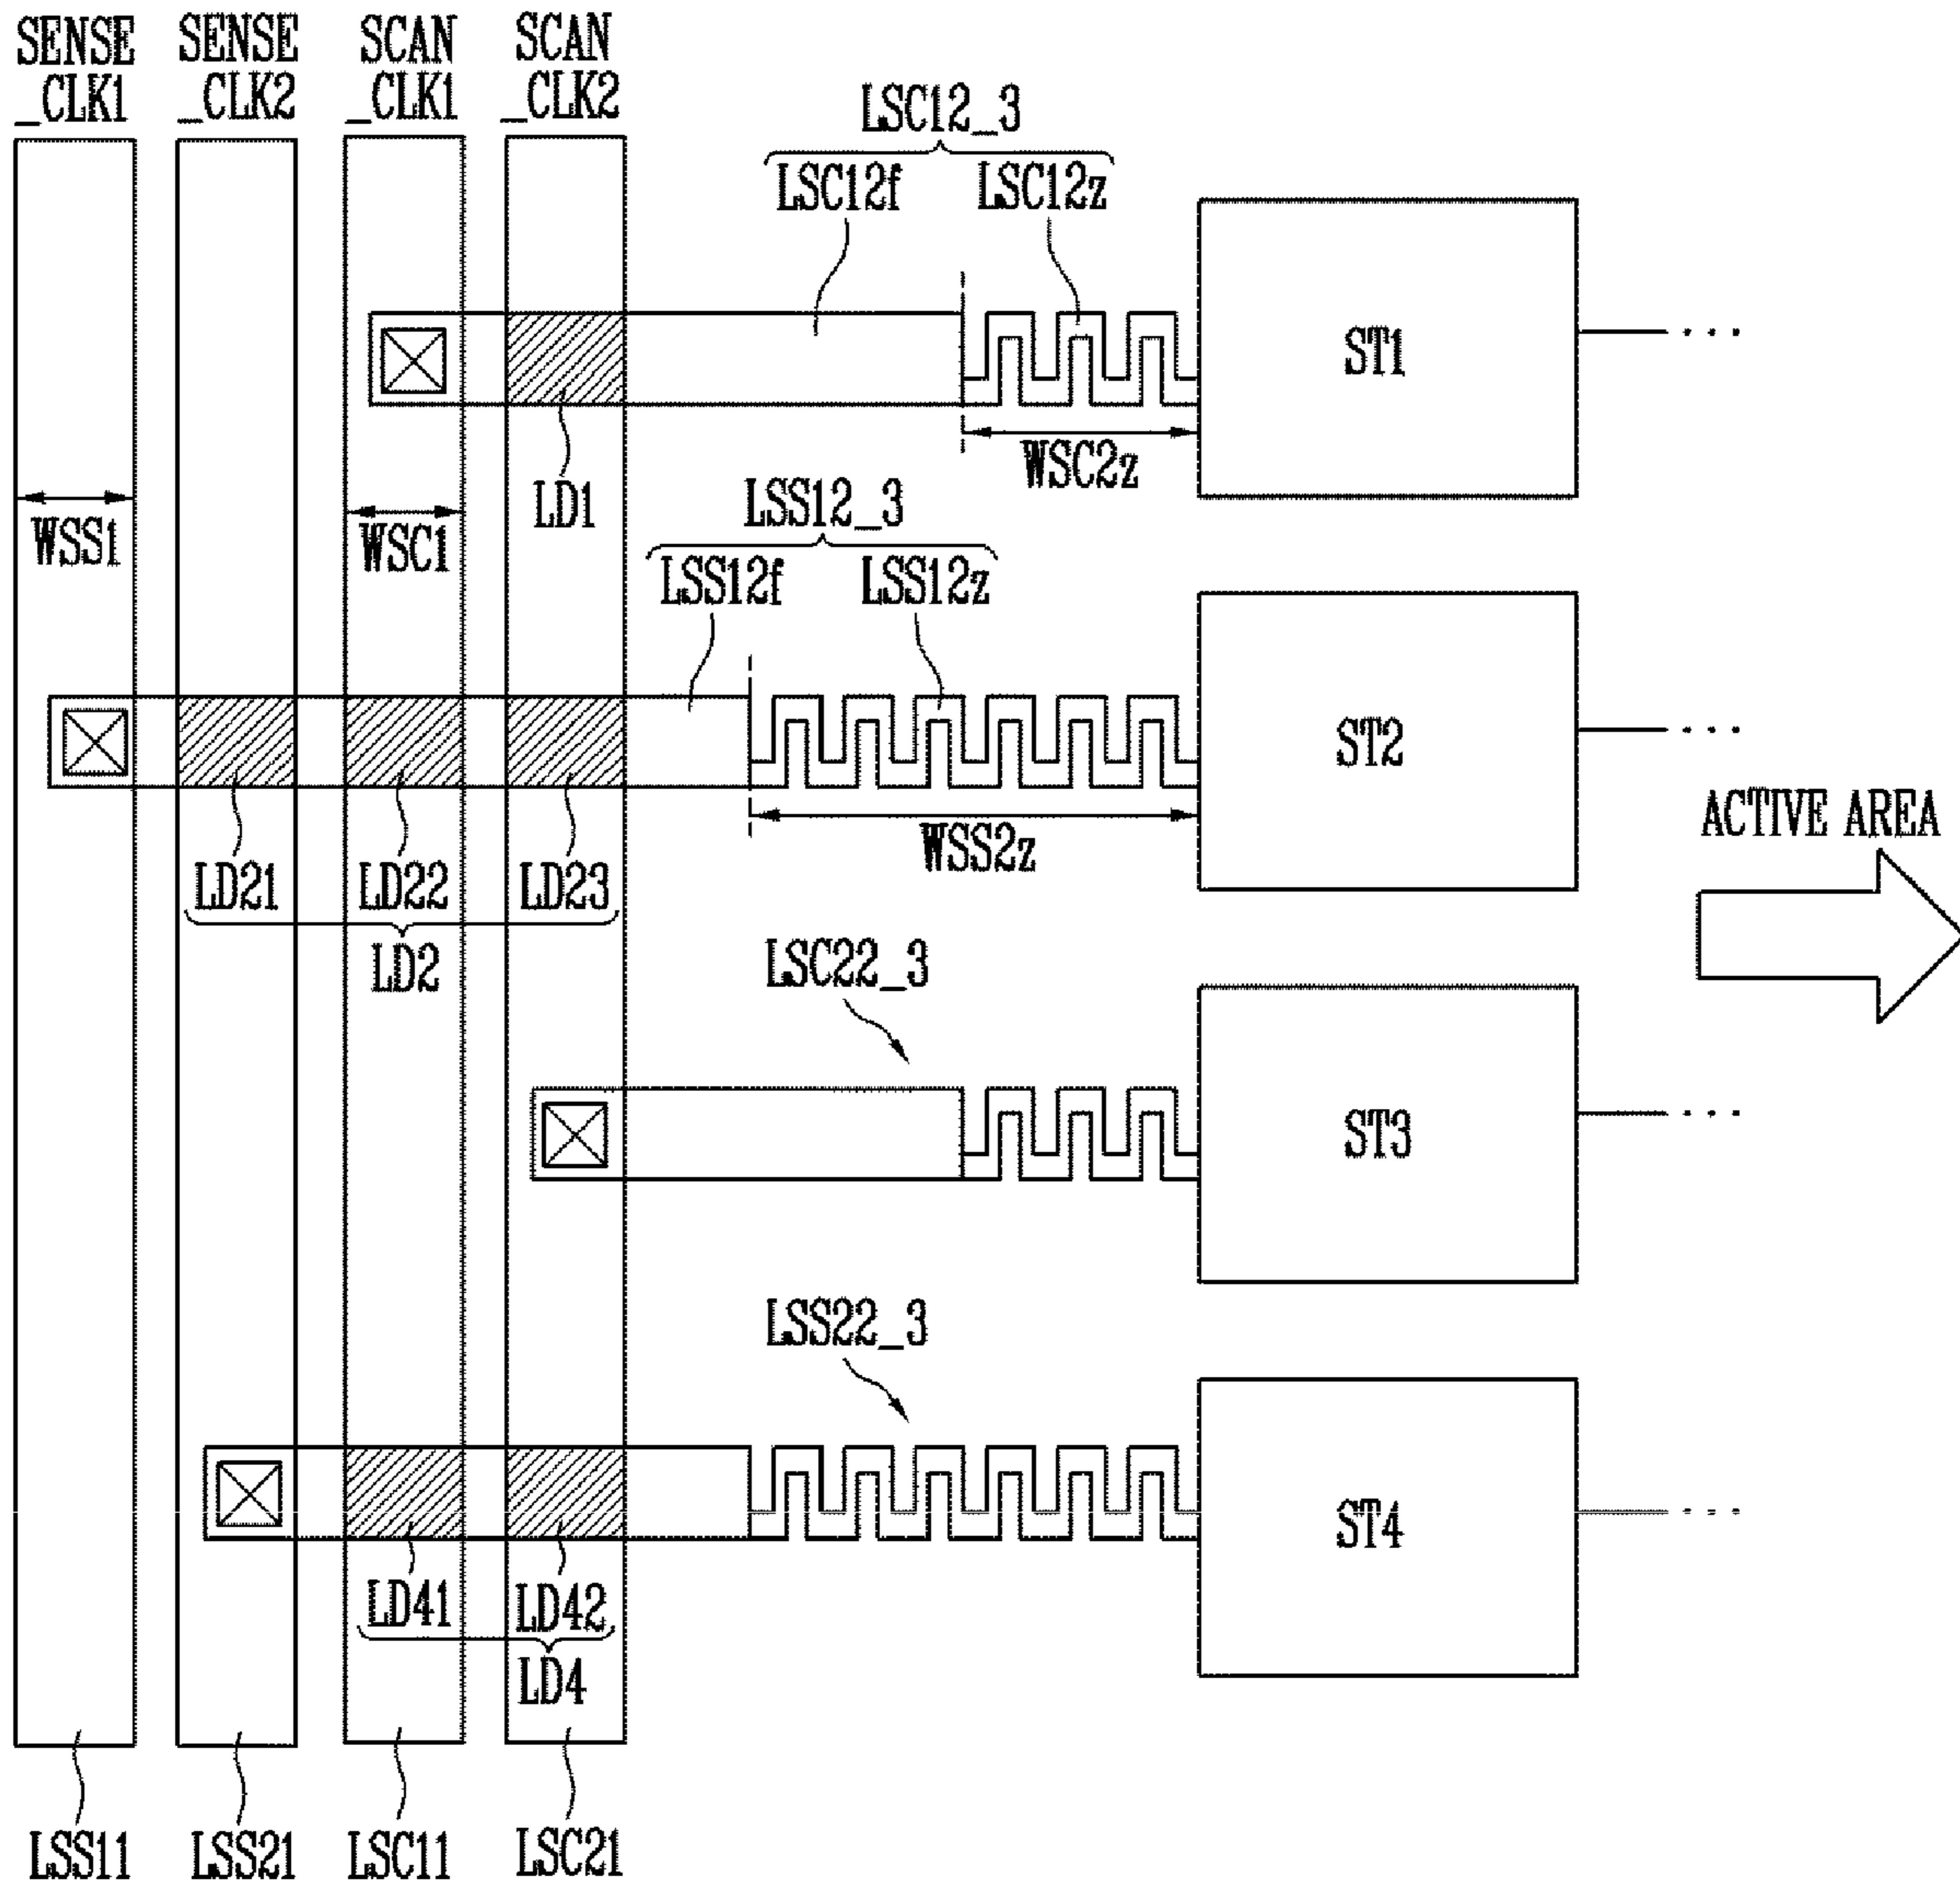 SENSE
_CLK1
SENSE
_CLK2
SCAN
_CLK1
SCAN
_CLK2
LSC12_3
LSC12f
LSC12z
ST1
...
WSC2z
LD1
WSS1
WSC1
LSS12_3
LSS12f
LSS12z
ST2
...
WSS2z
ACTIVE AREA
LD21
LD22
LD23
LD2
LSC22_3
ST3
...
LSS22_3
ST4
...
LD41
LD42
LD4
LSS11
LSS21
LSC11
LSC21